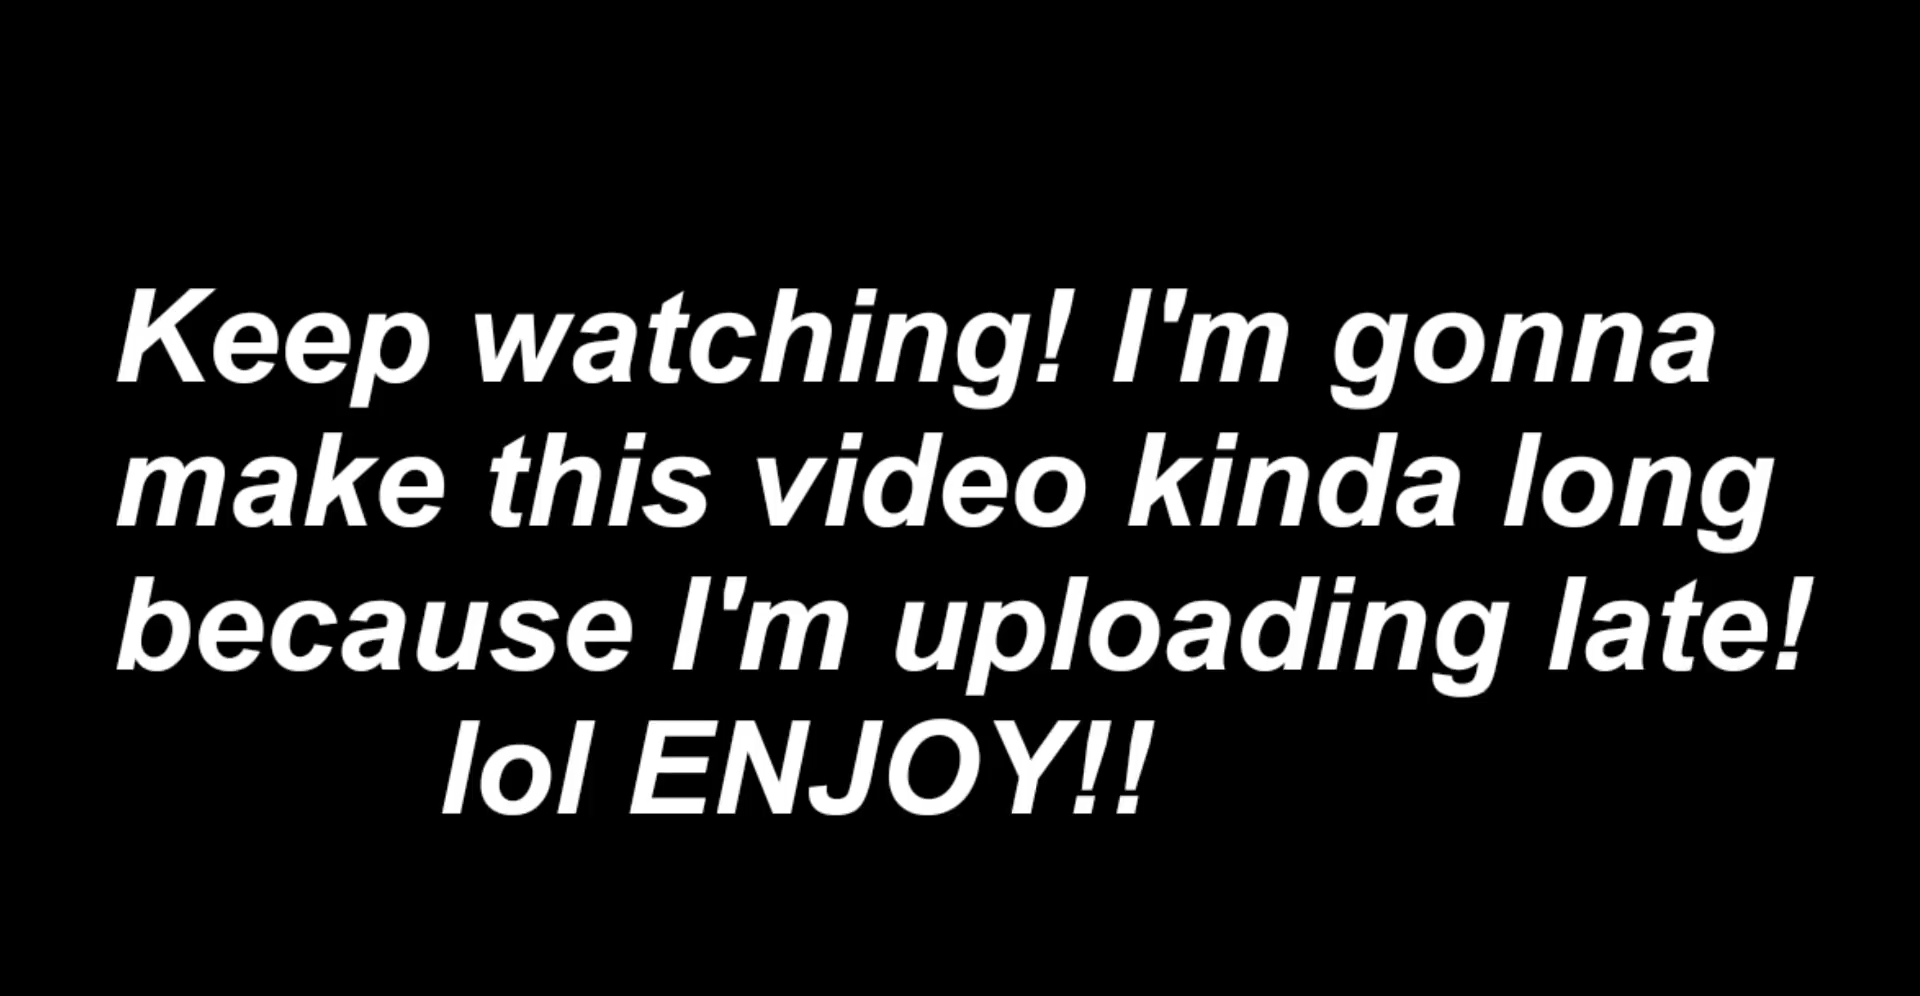 Keep watching! I'm gonna
make this video kinda long
because I'm uploading late!
lol ENJOY!!